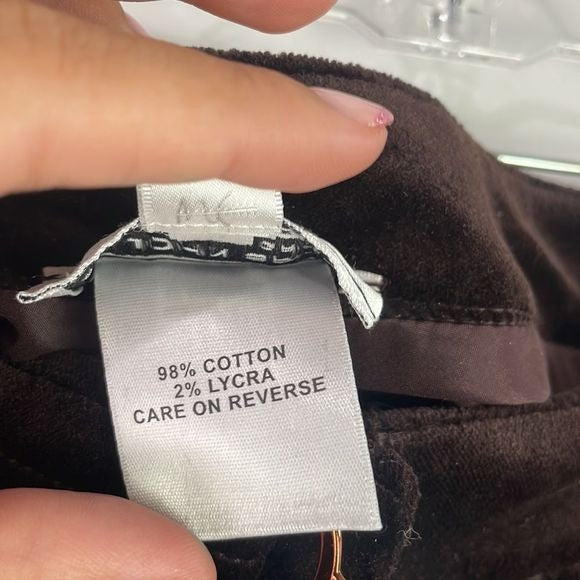 98% COTTON
2% LYCRA
CARE ON REVERSE